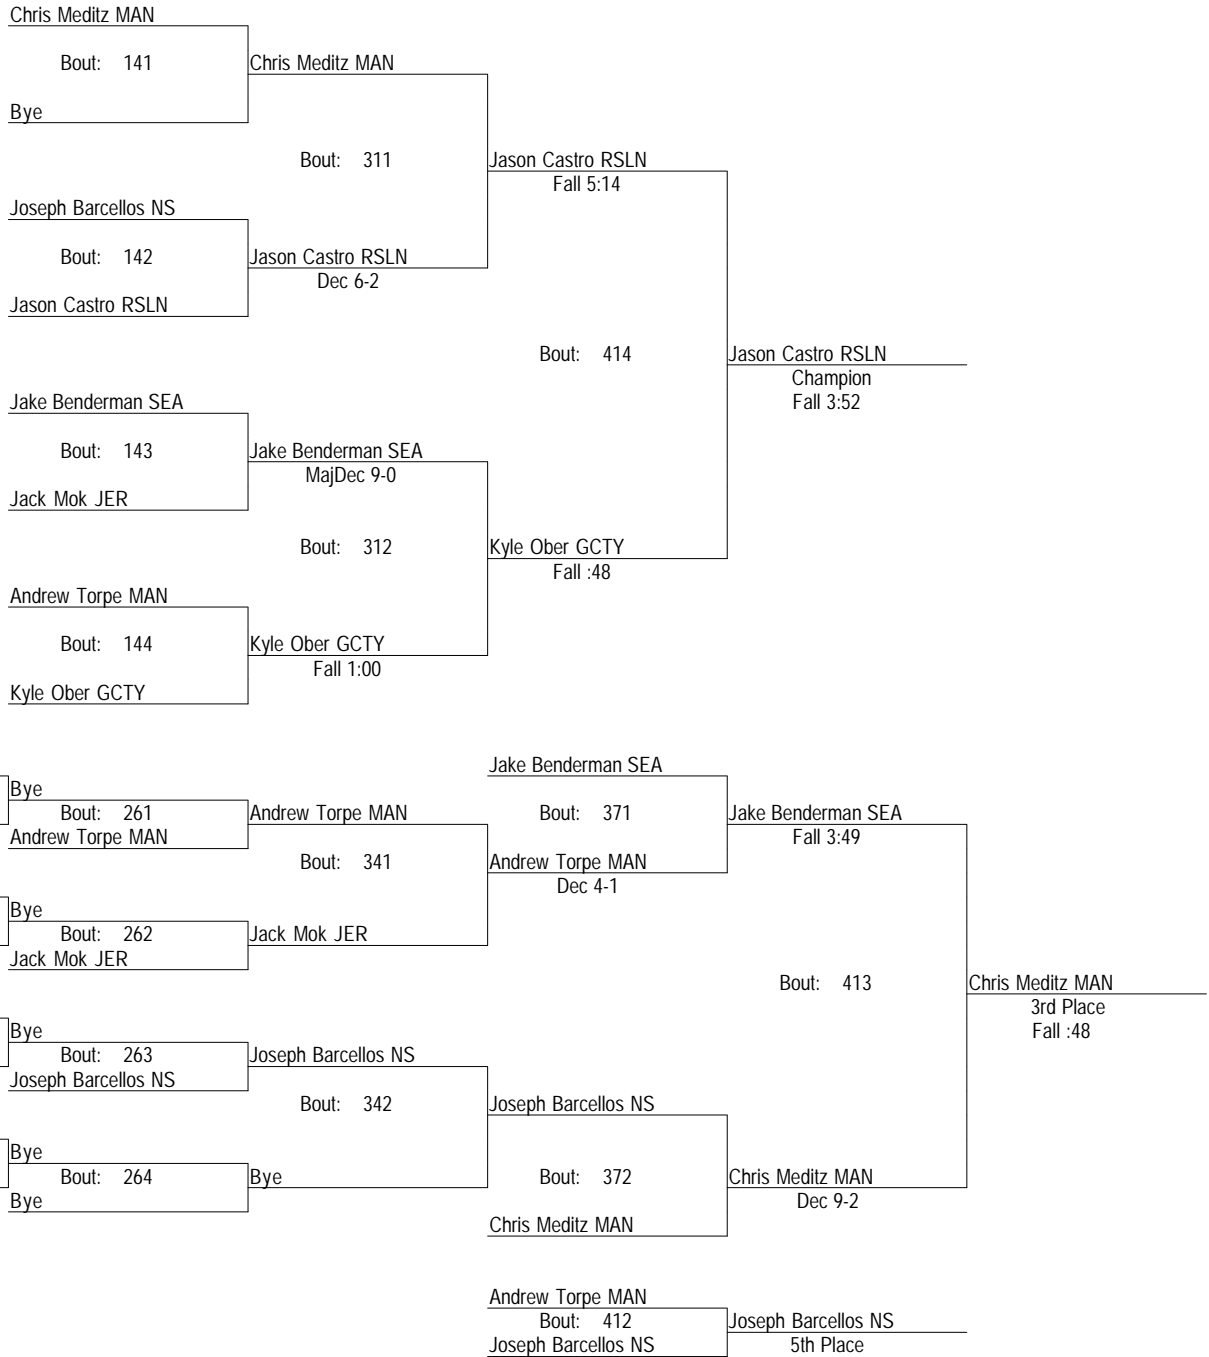 Chris Meditz MAN
Bout: 141
Chris Meditz MAN
Bye
Bout: 311
Jason Castro RSLN
Fall 5:14
Joseph Barcellos NS
Bout: 142
Jason Castro RSLN
Dec 6-2
Jason Castro RSLN
Bout: 414
Jason Castro RSLN
Champion
Fall 3:52
Jake Benderman SEA
Bout: 143
Jake Benderman SEA
MajDec 9-0
Jack Mok JER
Bout: 312
Kyle Ober GCTY
Fall :48
Andrew Torpe MAN
Bout: 144
Kyle Ober GCTY
Fall 1:00
Kyle Ober GCTY
Jake Benderman SEA
Bye
Bout: 261
Andrew Torpe MAN
Bout: 371
Jake Benderman SEA
Andrew Torpe MAN
Fall 3:49
Bout: 341
Andrew Torpe MAN
Dec 4-1
Bye
Bout: 262
Jack Mok JER
Jack Mok JER
Bout: 413
Chris Meditz MAN
3rd Place
Fall :48
Bye
Bout: 263
Joseph Barcellos NS
Joseph Barcellos NS
Bout: 342
Joseph Barcellos NS
Bye
Bout: 264
Bye
Bout: 372
Chris Meditz MAN
Bye
Dec 9-2
Chris Meditz MAN
Andrew Torpe MAN
Bout: 412
Joseph Barcellos NS
Joseph Barcellos NS
5th Place